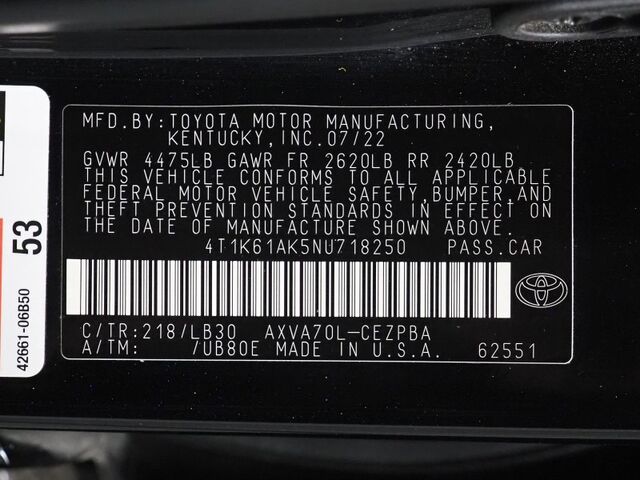 MFD.BY:TOYOTA MOTOR MANUFACTURING,
KENTUCKY,INC.07/22
GVWR 4475LB GAWR FR 2620LB RR 2420LB
THIS VEHICLE CONFORMS TO ALL APPLICABLE
FEDERAL MOTOR VEHICLE SAFETY,BUMPER,AND
THEFT PREVENTION STANDARDS IN EFFECT ON
THE DATE OF MANUFACTURE SHOWN ABOVE.
4T1K61AK5NU718250 PASS.CAR
C/TR:218/LB30 AXVA70L-CEZPBA
A/TM: 7UB80E MADE IN U.S.A. 62551
53
42661-06B50